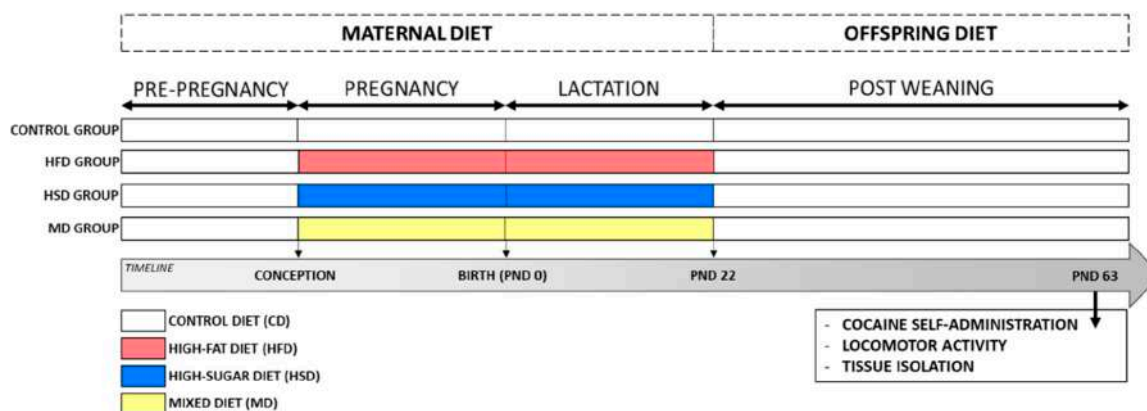 MATERNAL DIET OFFSPRING DIET
PRE-PREGNANCY PREGNANCY LACTATION POST WEANING
CONTROL GROUP
HFD GROUP
HSD GROUP
MD GROUP
TIMELINE CONCEPTION BIRTH (PND 0) PND 22 PND 63
CONTROL DIET (CD)
HIGH-FAT DIET (HFD)
HIGH-SUGAR DIET (HSD)
MIXED DIET (MD)
- COCAINE SELF-ADMINISTRATION
- LOCOMOTOR ACTIVITY
- TISSUE ISOLATION